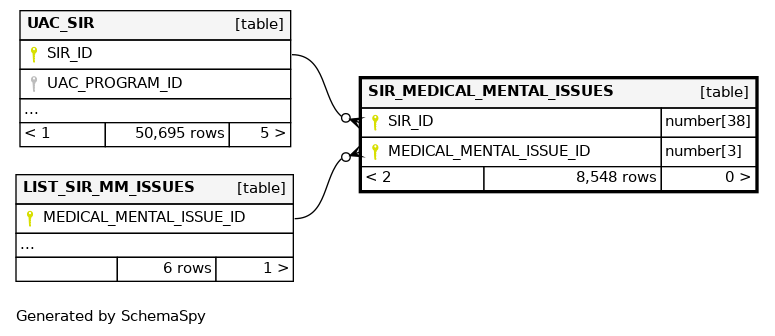 UAC_SIR [table]
SIR_ID
UAC_PROGRAM_ID
...
< 1 50,695 rows 5 >
SIR_MEDICAL_MENTAL_ISSUES [table]
SIR_ID number[38]
MEDICAL_MENTAL_ISSUE_ID number[3]
< 2 8,548 rows 0 >
LIST_SIR_MM_ISSUES [table]
MEDICAL_MENTAL_ISSUE_ID
...
6 rows 1 >
Generated by SchemaSpy